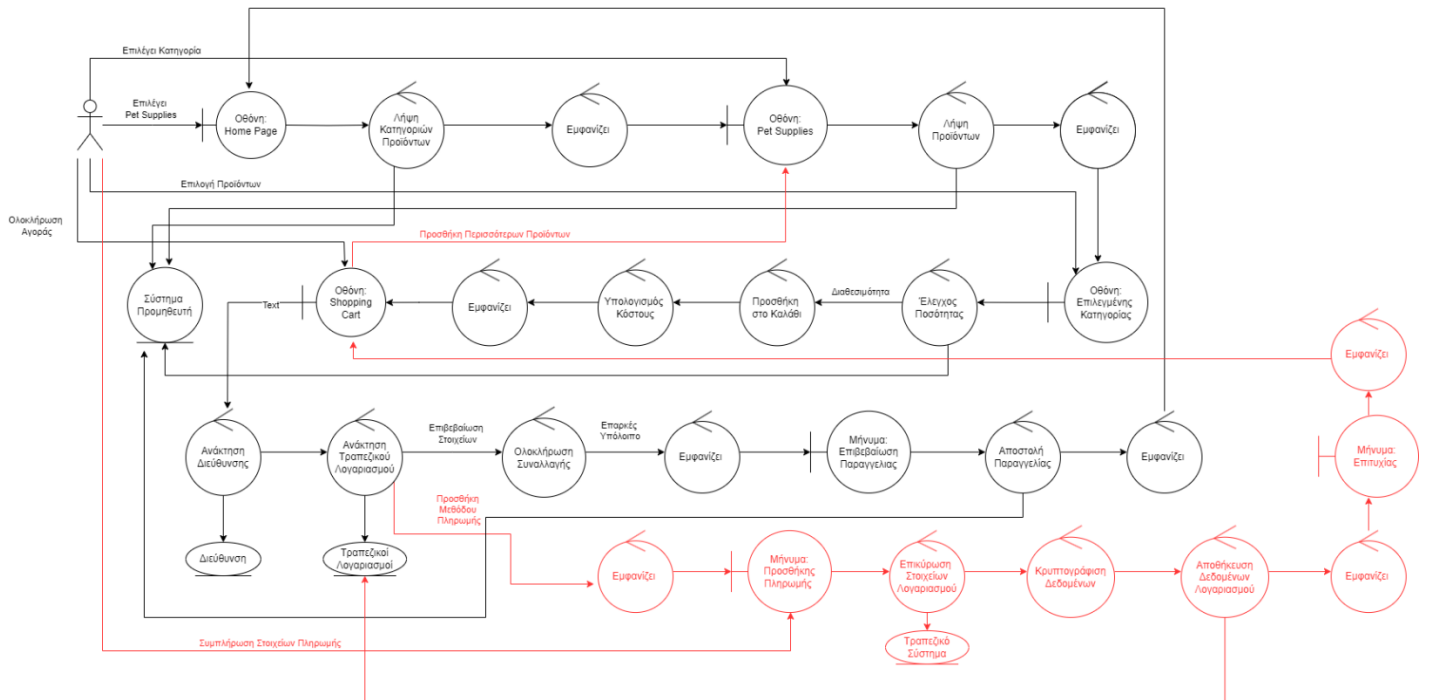 Επιλέγει Κατηγορία
Επιλέγει
Pet Supplies
Οθόνη:
Home Page
Λήψη
Κατηγοριών
Προϊόντων
Εμφανίζει
Οθόνη:
Pet Supplies
Λήψη
Προϊόντων
Εμφανίζει
Επιλογή Προϊόντων
Ολοκλήρωση
Αγοράς
Προσθήκη Περισσότερων Προϊόντων
Σύστημα
Προμηθευτή
Text
Οθόνη:
Shopping
Cart
Εμφανίζει
Υπολογισμός
Κόστους
Προσθήκη
στο Καλάθι
Διαθεσιμότητα
Έλεγχος
Ποσότητας
Οθόνη:
Επιλεγμένης
Κατηγορίας
Εμφανίζει
Ανάκτηση
Διεύθυνσης
Ανάκτηση
Τραπεζικού
Λογαριασμού
Επιβεβαίωση
Στοιχείων
Ολοκλήρωση
Συναλλαγής
Επαρκές
Υπόλοιπο
Εμφανίζει
Μήνυμα:
Επιβεβαίωση
Παραγγελιας
Αποστολή
Παραγγελίας
Εμφανίζει
Μήνυμα:
Επιτυχίας
Προσθήκη
Μεθόδου
Πληρωμής
Διεύθυνση
Τραπεζικοί
Λογαριασμοί
Εμφανίζει
Μήνυμα:
Προσθήκης
Πληρωμής
Επικύρωση
Στοιχείων
Λογαριασμού
Κρυπτογράφιση
Δεδομένων
Αποθήκευση
Δεδομένων
Λογαριασμού
Εμφανίζει
Συμπλήρωση Στοιχείων Πληρωμής
Τραπεζικό
Σύστημα